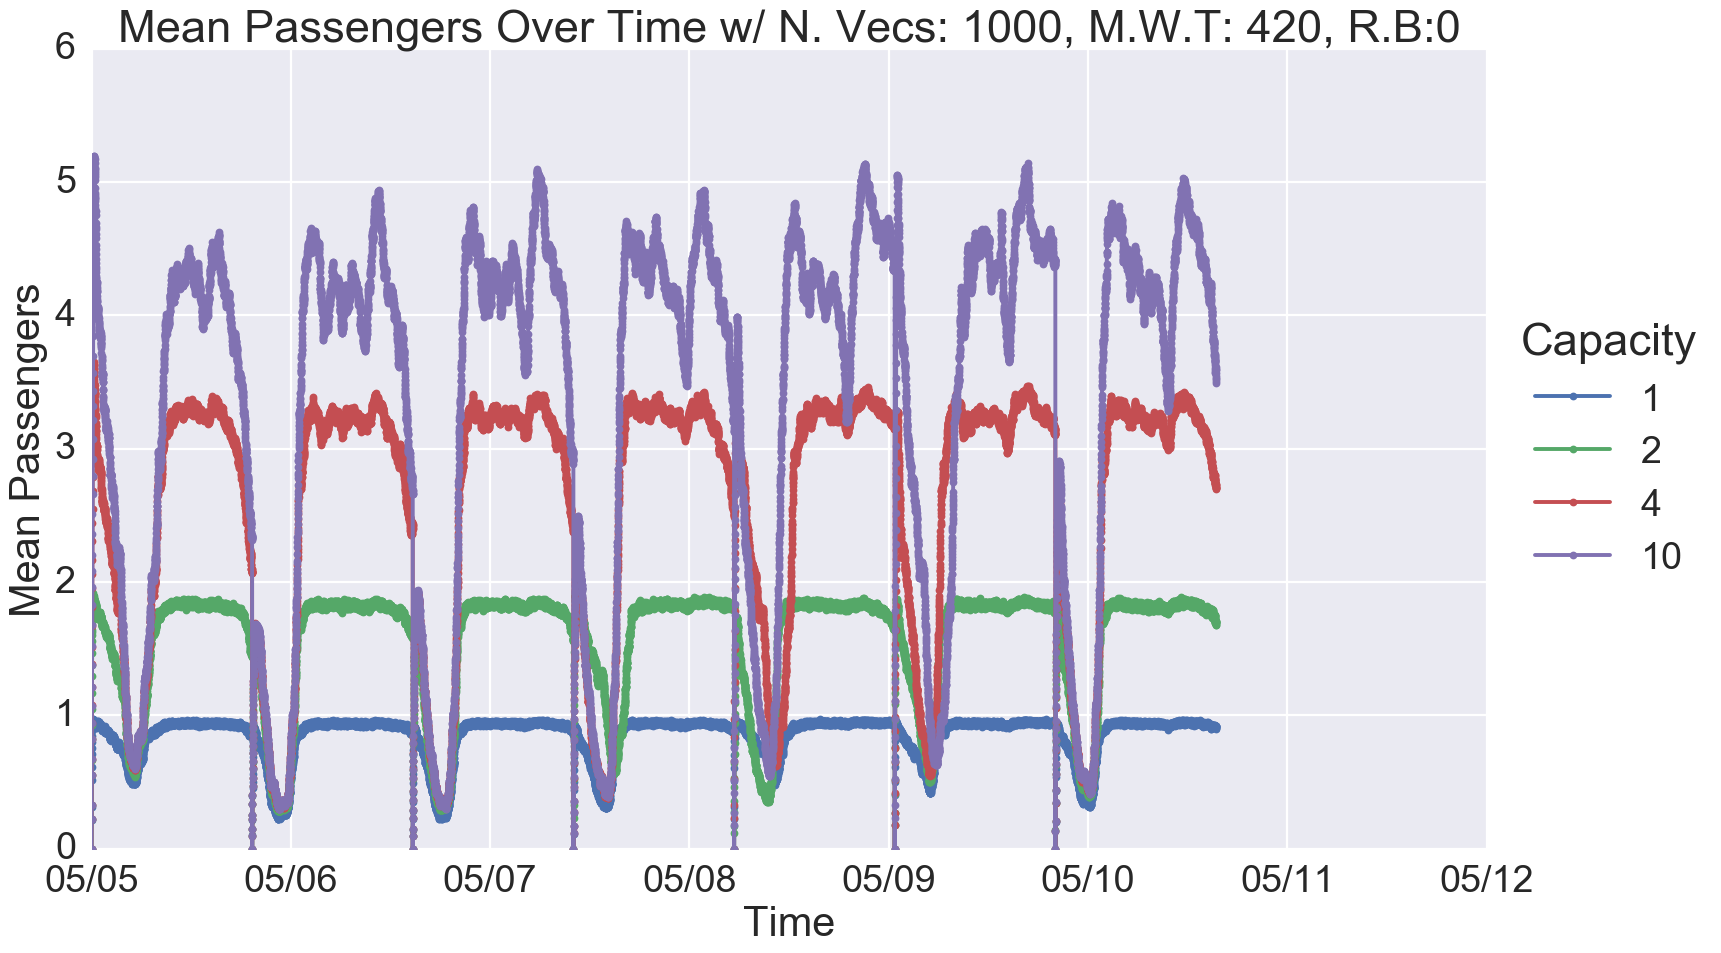 Mean Passengers Over Time w/ N. Vecs: 1000, M.W.T: 420, R.B:0
Mean Passengers
6
5
4
3
2
1
0
05/05 05/06 05/07 05/08 05/09 05/10 05/11 05/12
Time
Capacity
1
2
4
10